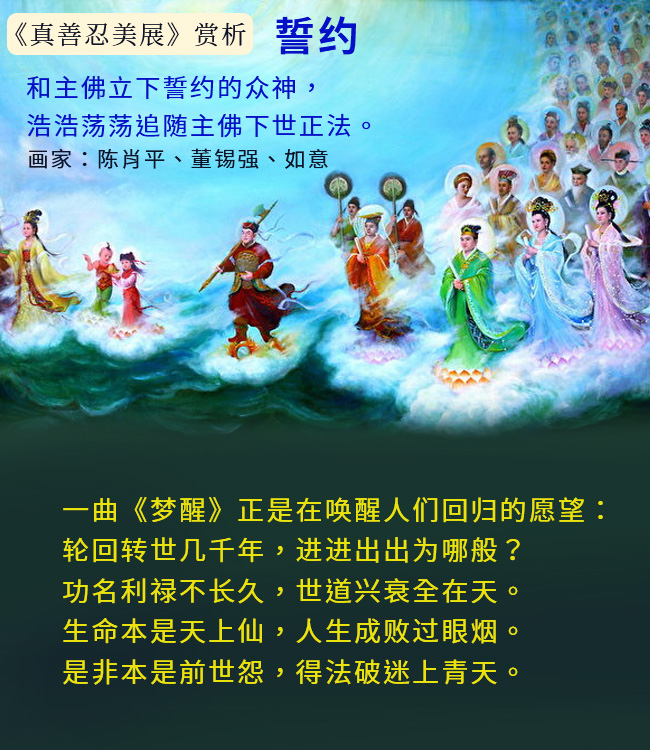 《真善忍美展》赏析
誓约
和主佛立下誓约的众神，
浩浩荡荡追随主佛下世正法。
画家：陈肖平、董锡强、如意
一曲《梦醒》正是在唤醒人们回归的愿望：
轮回转世几千年，进进出出为哪般？
功名利禄不长久，世道兴衰全在天。
生命本是天上仙，人生成败过眼烟。
是非本是前世怨，得法破迷上青天。